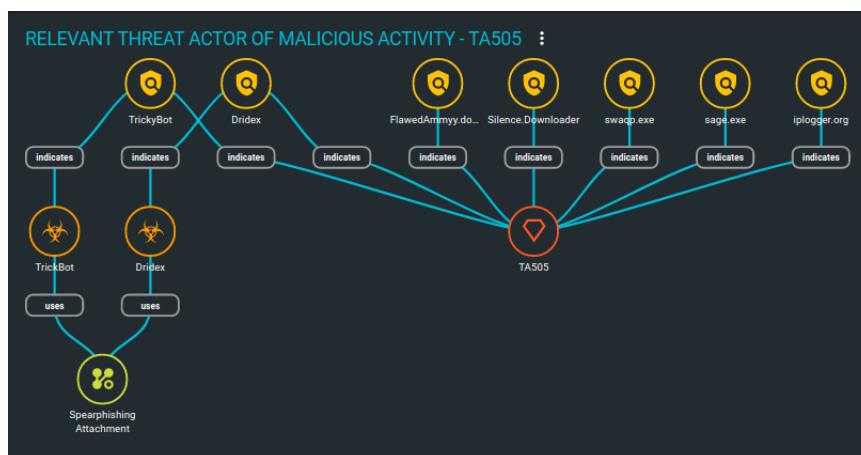 RELEVANT THREAT ACTOR OF MALICIOUS ACTIVITY - TA505
TrickyBot
Dridex
FlawedAmmyy.do...
Silence.Downloader
swaqp.exe
sage.exe
iplogger.org
indicates
indicates
indicates
indicates
indicates
indicates
indicates
indicates
indicates
TrickBot
Dridex
TA505
uses
uses
Spearphishing
Attachment